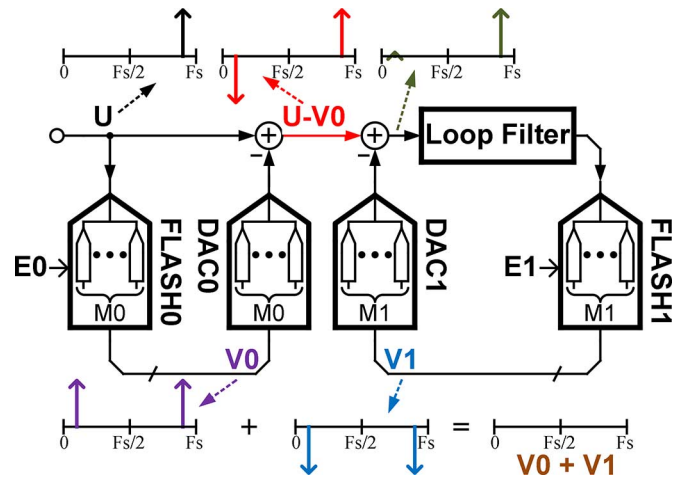 0 Fs/2 Fs
0 Fs/2 Fs
0 Fs/2 Fs
U
U-V0
Loop Filter
FLASH0
DAC0
DAC1
FLASH1
E0
E1
M0
M0
M1
M1
V0
V1
0 Fs/2 Fs + 0 Fs/2 Fs = 0 Fs/2 Fs
V0 + V1